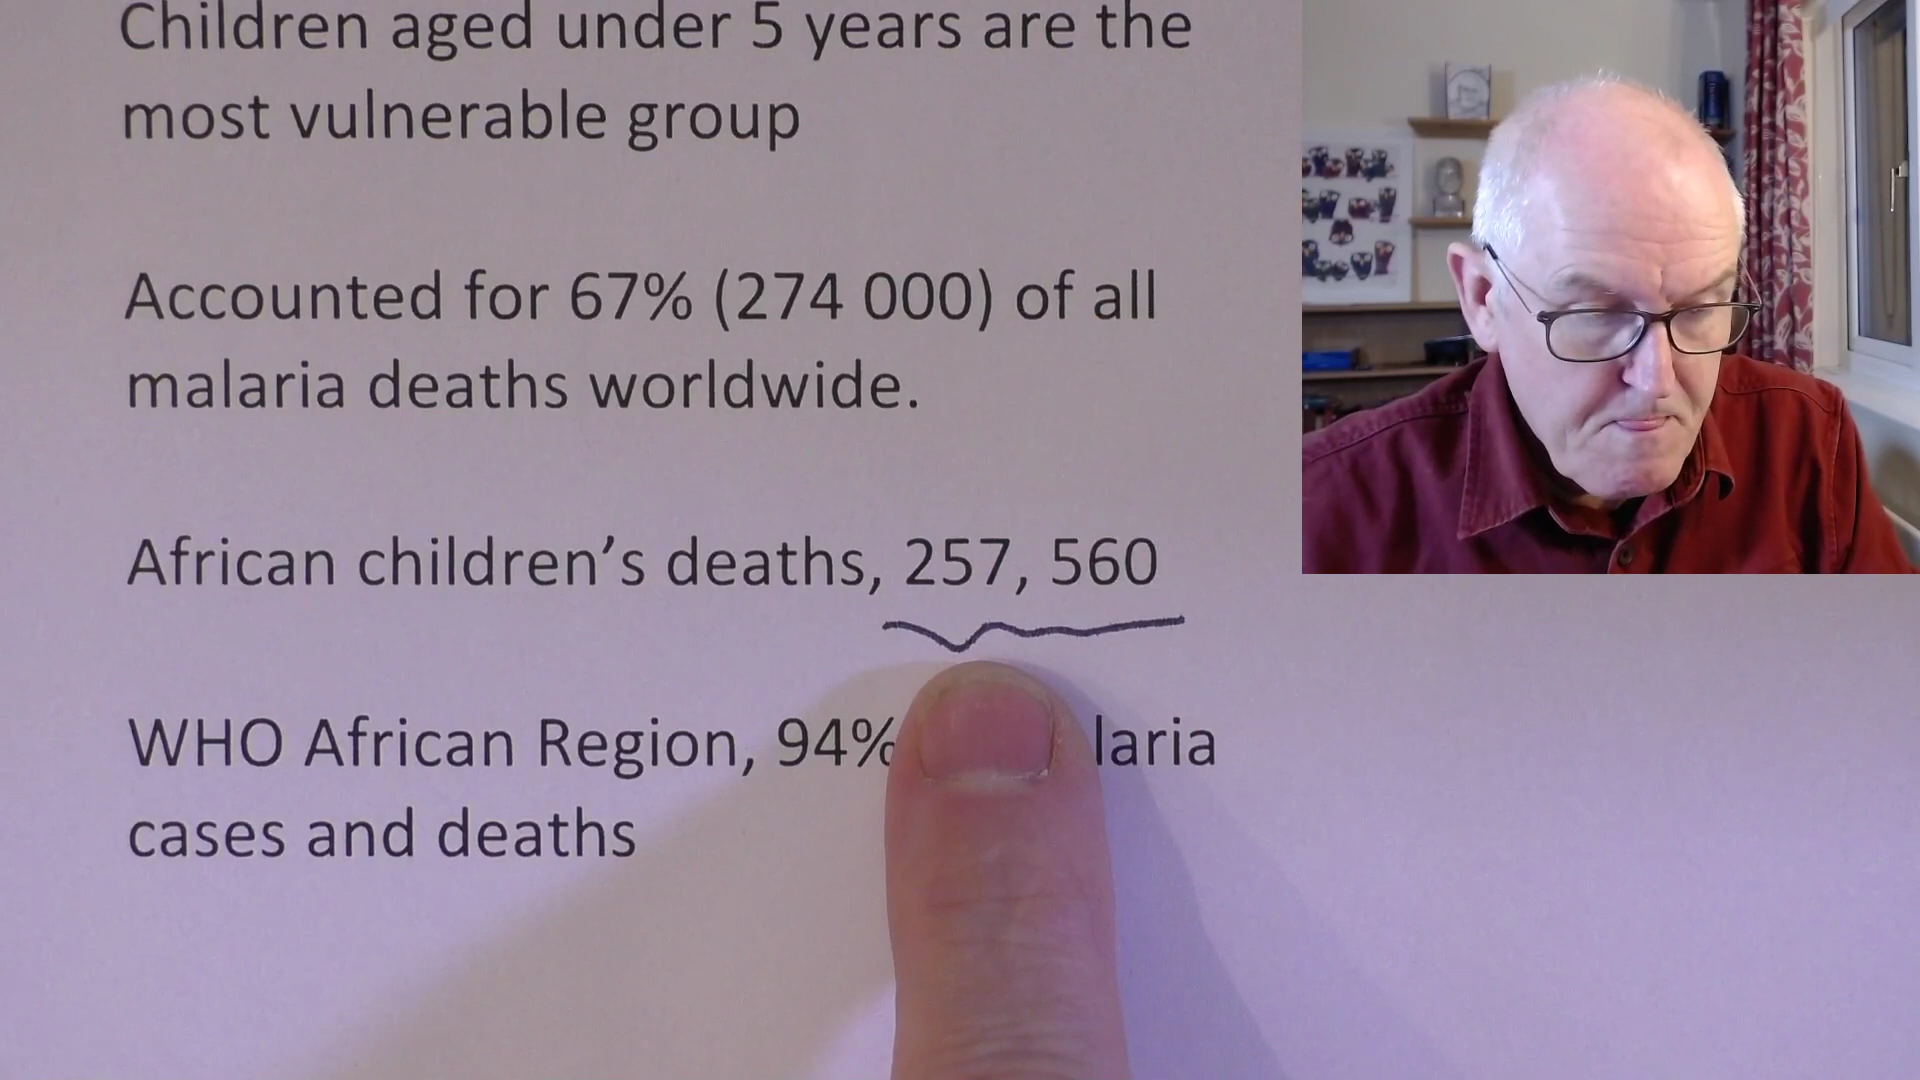 Children aged under 5 years are the
most vulnerable group
Accounted for 67% (274 000) of all
malaria deaths worldwide.
African children’s deaths, 257, 560
WHO African Region, 94% laria
cases and deaths